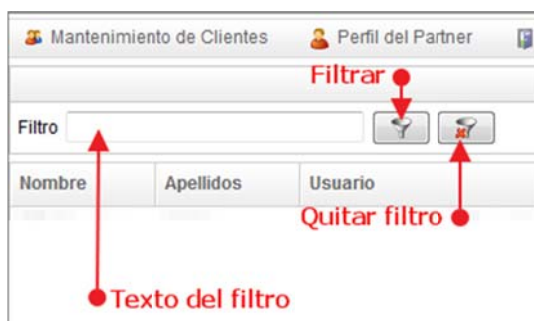 Mantenimiento de Clientes Perfil del Partner
Filtrar
Filtro
Nombre Apellidos Usuario
Quitar filtro
Texto del filtro